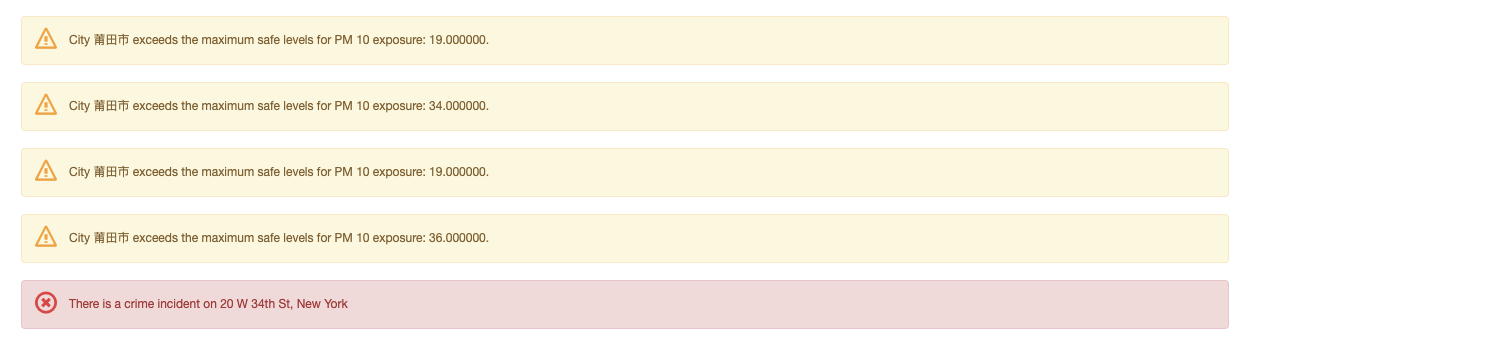 City 莆田市 exceeds the maximum safe levels for PM 10 exposure: 19.000000.
City 莆田市 exceeds the maximum safe levels for PM 10 exposure: 34.000000.
City 莆田市 exceeds the maximum safe levels for PM 10 exposure: 19.000000.
City 莆田市 exceeds the maximum safe levels for PM 10 exposure: 36.000000.
There is a crime incident on 20 W 34th St, New York